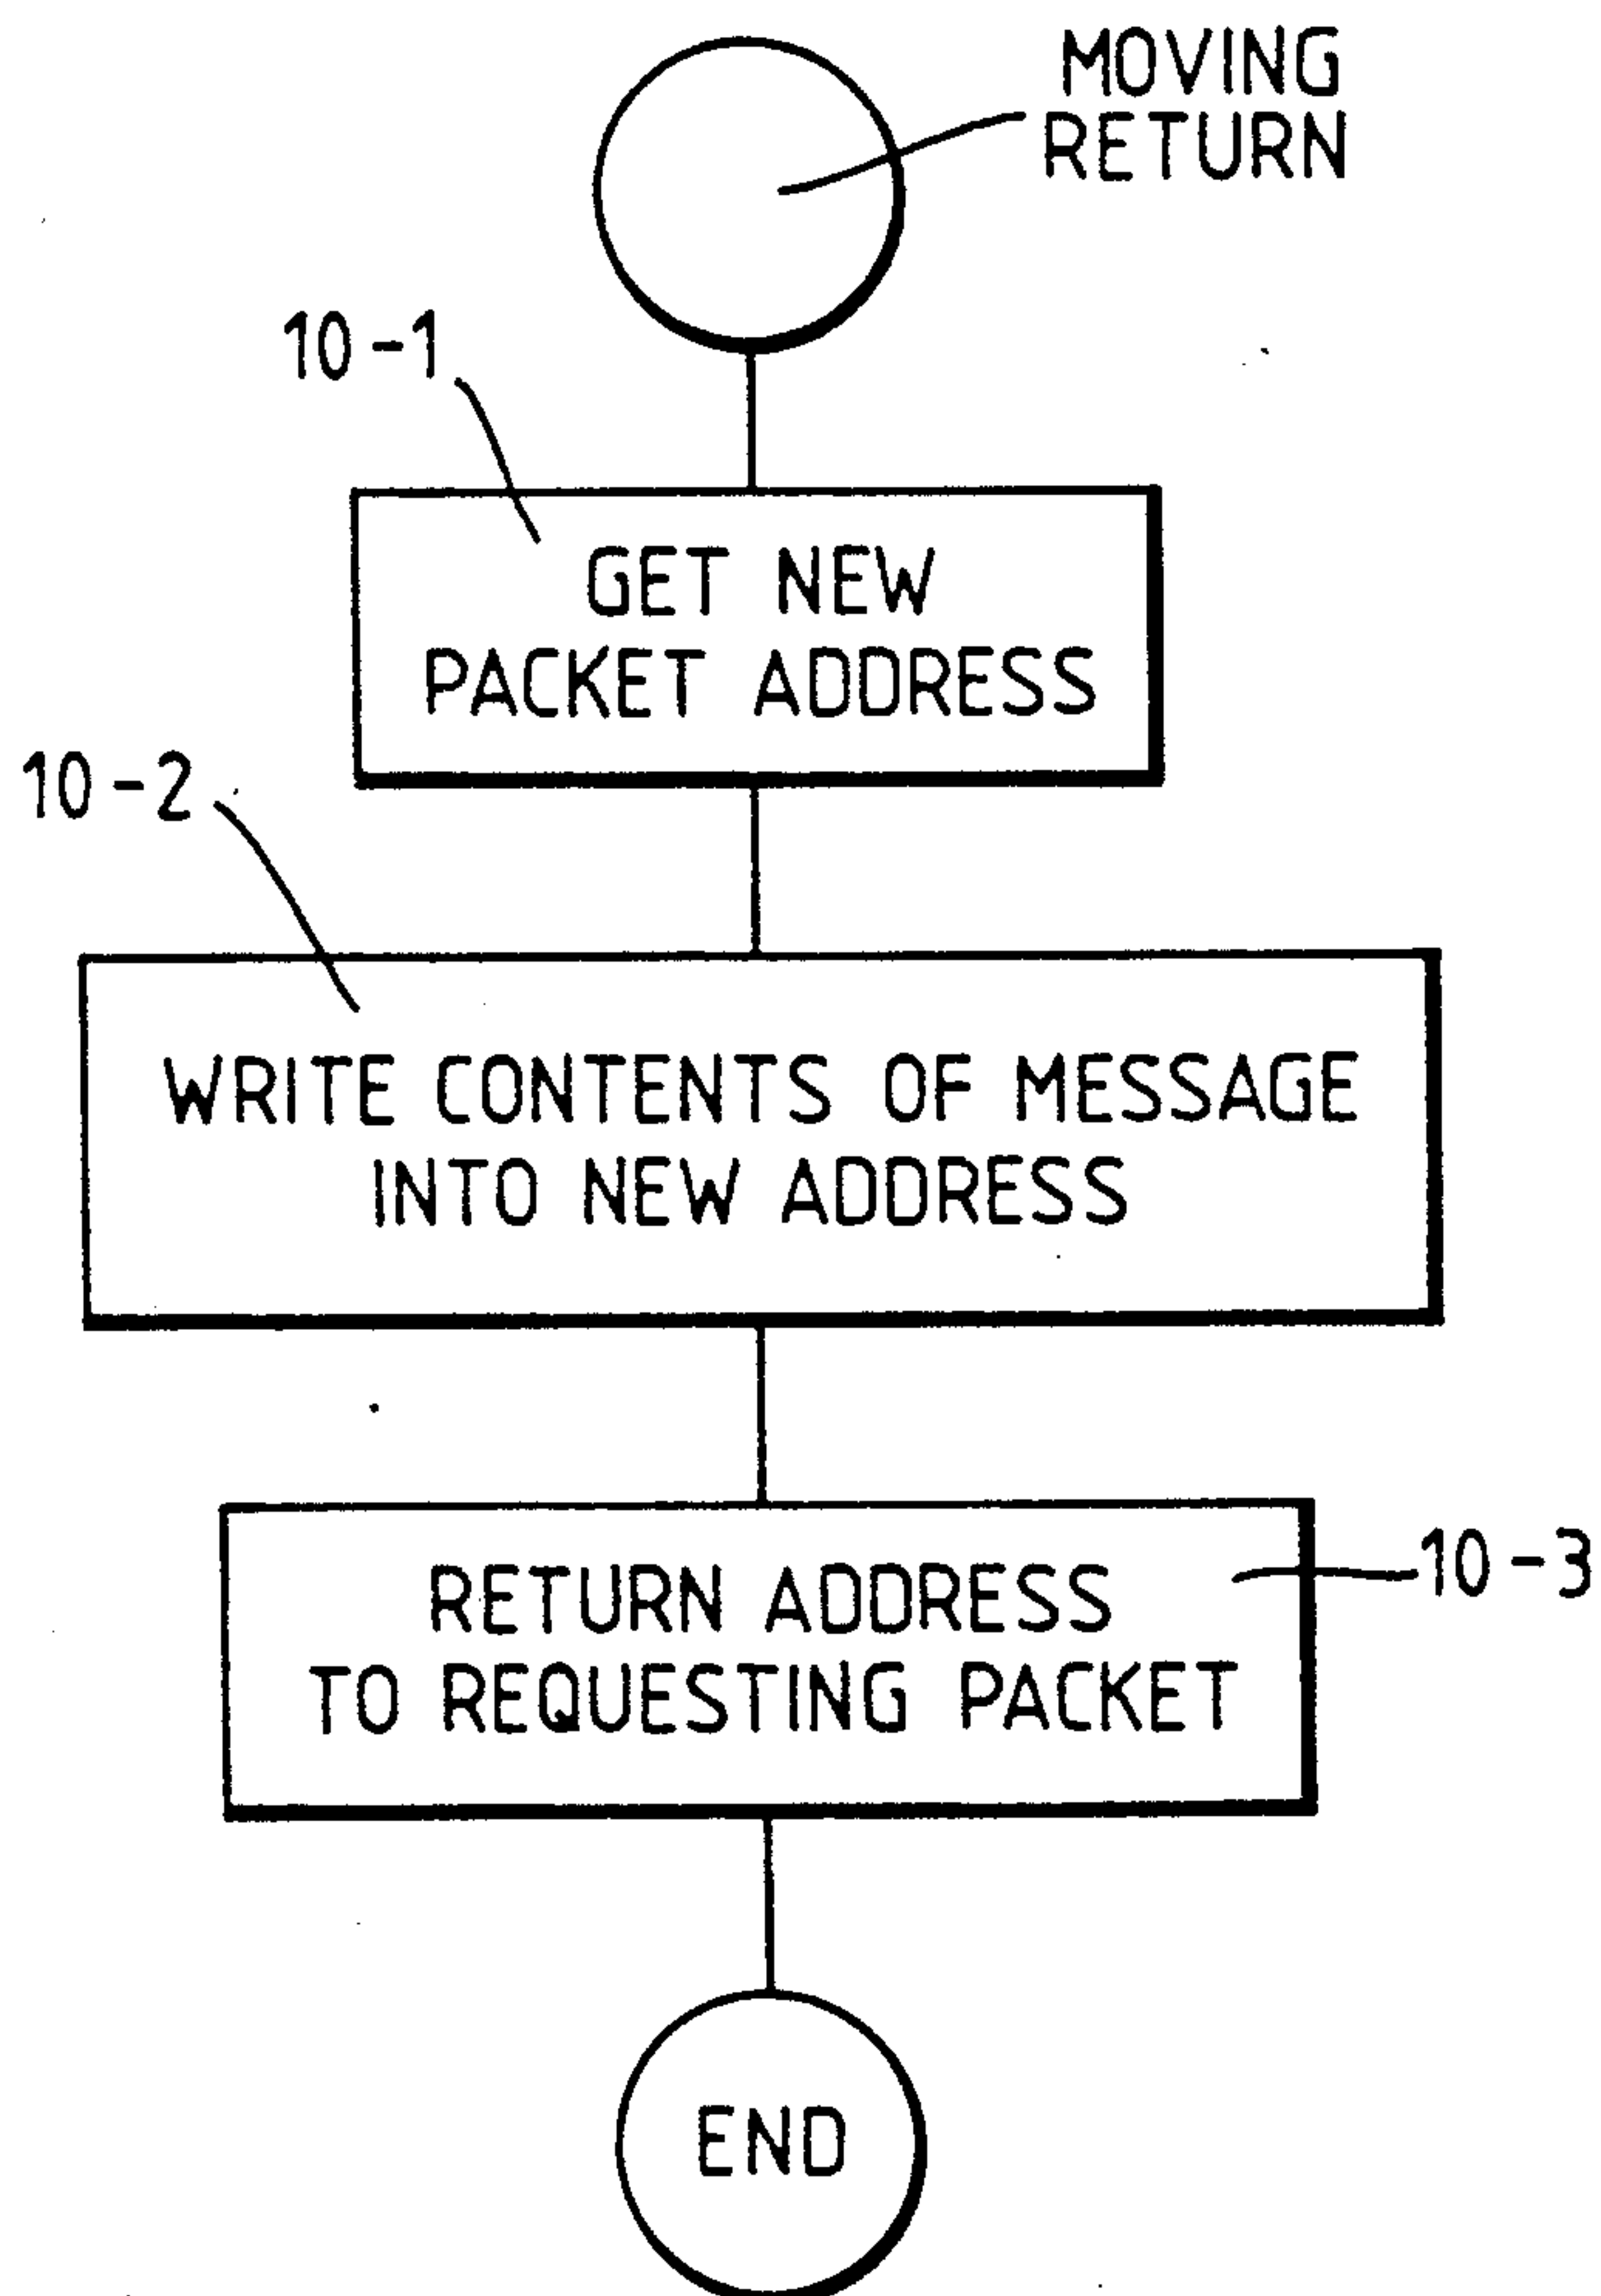 MOVING
RETURN
10-1
GET NEW
PACKET ADDRESS
10-2
WRITE CONTENTS OF MESSAGE
INTO NEW ADDRESS
RETURN ADDRESS
TO REQUESTING PACKET
10-3
END